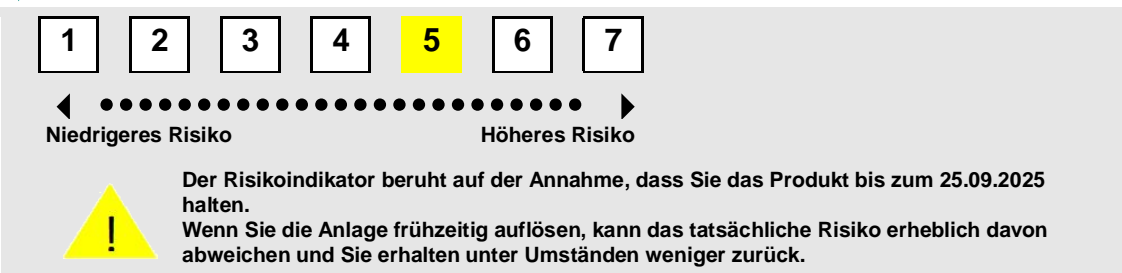 1 2 3 4 5 6 7
Niedrigeres Risiko Höheres Risiko
Der Risikoindikator beruht auf der Annahme, dass Sie das Produkt bis zum 25.09.2025
halten.
Wenn Sie die Anlage frühzeitig auflösen, kann das tatsächliche Risiko erheblich davon
abweichen und Sie erhalten unter Umständen weniger zurück.
!